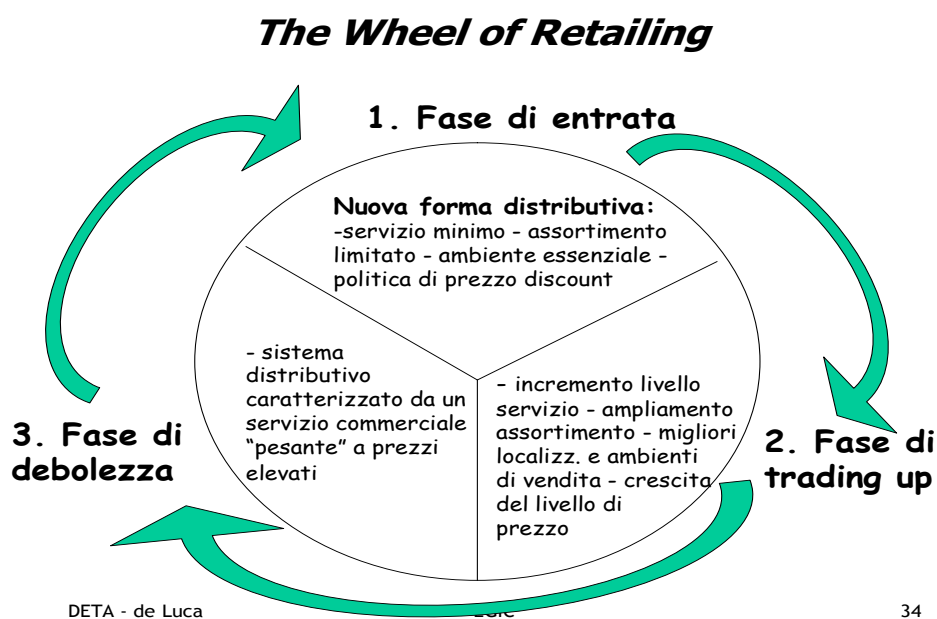 The Wheel of Retailing
1. Fase di entrata
Nuova forma distributiva:
-servizio minimo - assortimento
limitato - ambiente essenziale -
politica di prezzo discount
2. Fase di
trading up
- incremento livello
servizio - ampliamento
assortimento - migliori
localizz. e ambienti
di vendita - crescita
del livello di
prezzo
3. Fase di
debolezza
- sistema
distributivo
caratterizzato da un
servizio commerciale
“pesante” a prezzi
elevati
DETA - de Luca
34